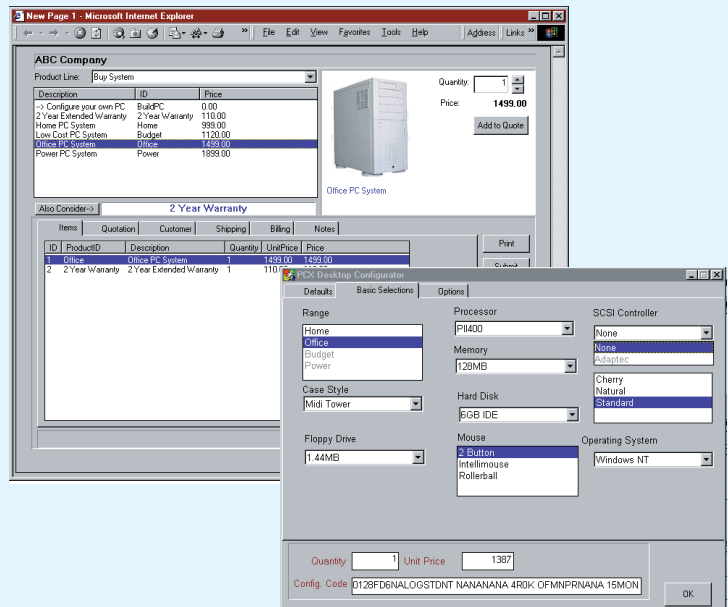 New Page 1 - Microsoft Internet Explorer
» File Edit View Favorites Tools Help Address Links »
ABC Company
Product Line: Buy System
Description ID Price
--> Configure your own PC BuildPC 0.00
2 Year Extended Warranty 2 Year Warranty 110.00
Home PC System Home 999.00
Low Cost PC System Budget 1120.00
Office PC System Office 1499.00
Power PC System Power 1899.00
Quantity: 1
Price: 1499.00
Add to Quote
Office PC System
Also Consider--> 2 Year Warranty
Items Quotation Customer Shipping Billing Notes
ID ProductID Description Quantity UnitPrice Price
1 Office Office PC System 1 1499.00 1499.00
2 2 Year Warranty 2 Year Extended Warranty 1
Print
Submit
PCX Desktop Configurator
Defaults Basic Selections Options
Range
Home
Office
Budget
Power
Case Style
Midi Tower
Floppy Drive
1.44MB
Processor
PII400
Memory
128MB
Hard Disk
6GB IDE
Mouse
2 Button
Intellimouse
Rollerball
SCSI Controller
None
None
Adaptec
Cherry
Natural
Standard
Operating System
Windows NT
Quantity 1 Unit Price 1387
Config. Code 0128FD6NALOGSTDNT NANANANA 4R0K OFMNPRNANA 15MON
OK